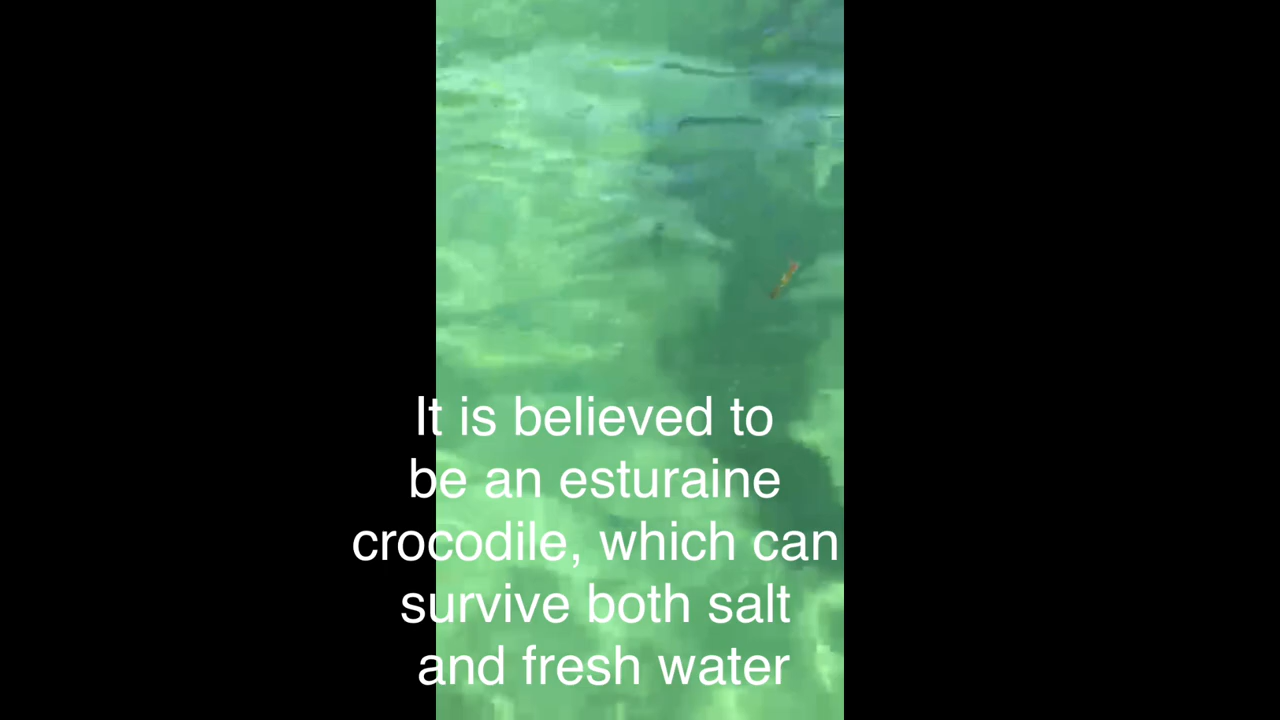 It is believed to
be an esturaine
crocodile, which can
survive both salt
and fresh water